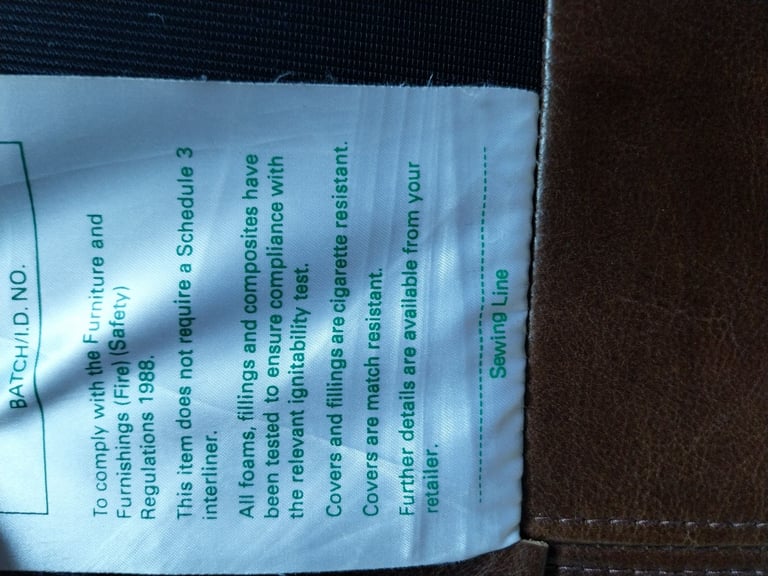 BATCH/I.D. NO.
To comply with the Furniture and
Furnishings (Fire) (Safety)
Regulations 1988.
This item does not require a Schedule 3
interliner.
All foams, fillings and composites have
been tested to ensure compliance with
the relevant ignitability test.
Covers and fillings are cigarette resistant.
Covers are match resistant.
Further details are available from your
retailer.
Sewing Line